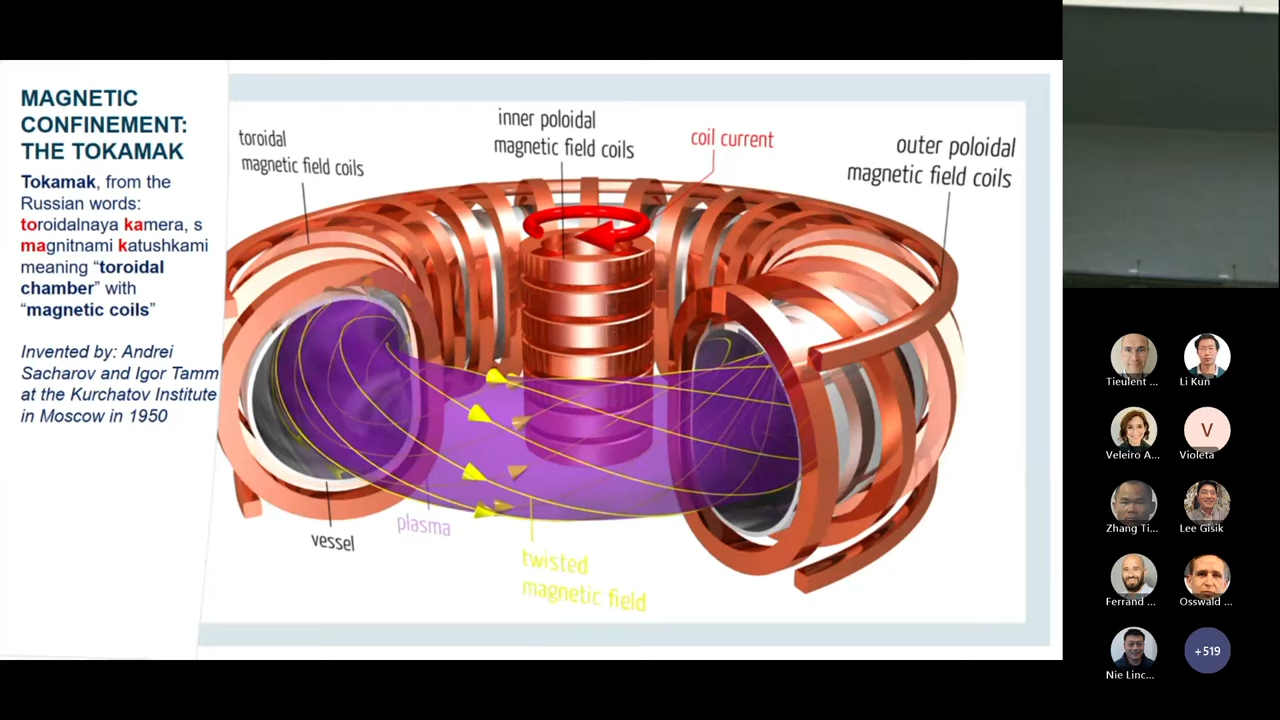 MAGNETIC
CONFINEMENT:
THE TOKAMAK
Tokamak, from the
Russian words:
toroidalnaya kamera, s
magnitnami katushkami
meaning “toroidal
chamber” with
“magnetic coils”
Invented by: Andrei
Sacharov and Igor Tamm
at the Kurchatov Institute
in Moscow in 1950
toroidal
magnetic field coils
inner poloidal
magnetic field coils
coil current
outer poloidal
magnetic field coils
vessel
plasma
twisted
magnetic field
Tieulent ...
Li Kun
Veleiro A...
V
Violeta
Zhang Ti...
Lee Gisik
Ferrand ...
Osswald ...
Nie Linc...
+519